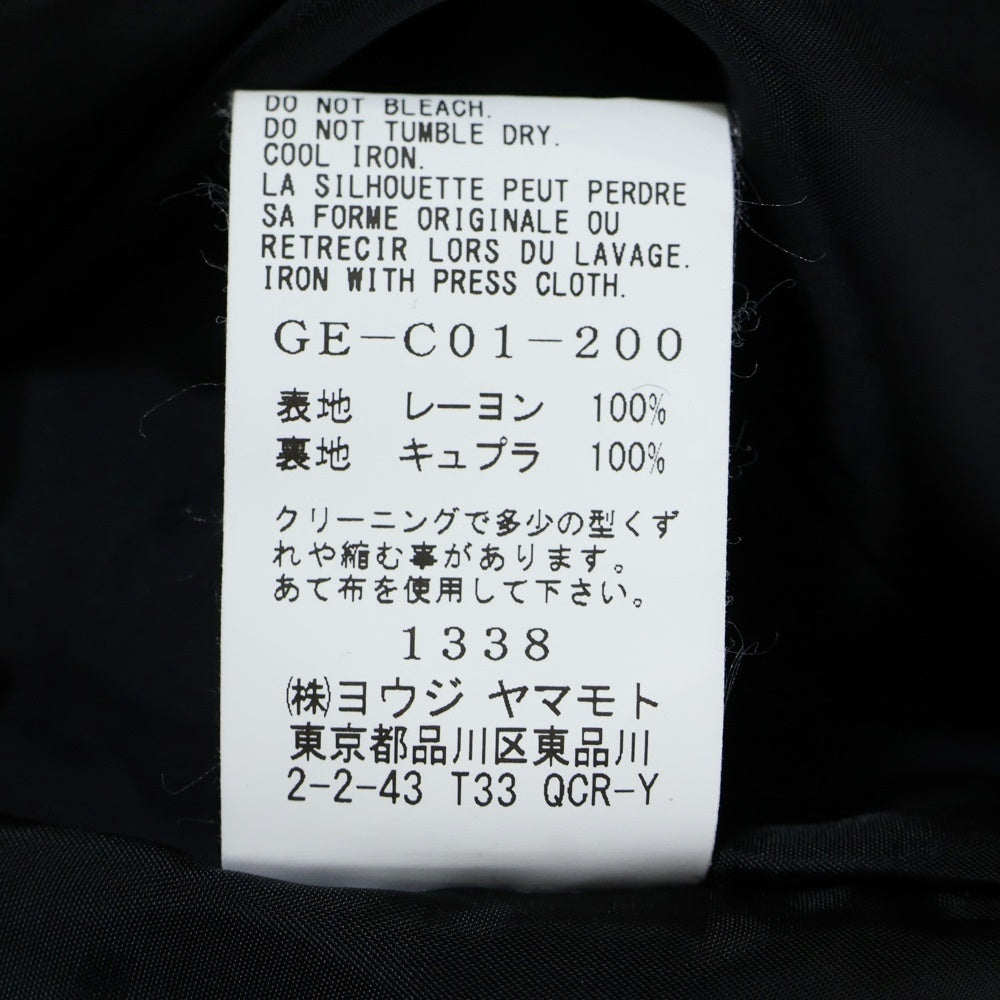 DO NOT BLEACH.
DO NOT TUMBLE DRY.
COOL IRON.
LA SILHOUETTE PEUT PERDRE
SA FORME ORIGINALE OU
RETRECIR LORS DU LAVAGE.
IRON WITH PRESS CLOTH.
GE-C01-200
表地 レーヨン 100%
裏地 キュプラ 100%
クリーニングで多少の型くず
れや縮む事があります。
あて布を使用して下さい。
1338
㈱ヨウジ ヤマモト
東京都品川区東品川
2-2-43 T33 QCR-Y